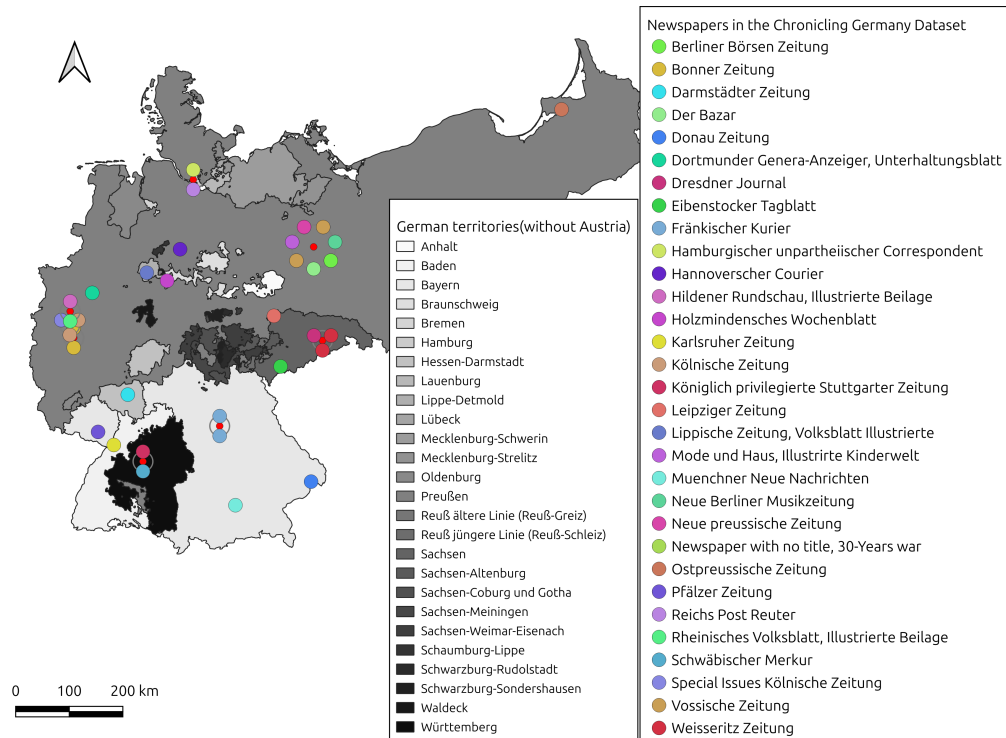 Newspapers in the Chronicling Germany Dataset
Berliner Börsen Zeitung
Bonner Zeitung
Darmstädter Zeitung
Der Bazar
Donau Zeitung
Dortmunder Genera-Anzeiger, Unterhaltungsblatt
Dresdner Journal
Eibenstocker Tagblatt
Fränkischer Kurier
Hamburgischer unpartheiischer Correspondent
Hannoverscher Courier
Hildener Rundschau, Illustrierte Beilage
Holzmindensches Wochenblatt
Karlsruher Zeitung
Kölnische Zeitung
Königlich privilegierte Stuttgarter Zeitung
Leipziger Zeitung
Lippische Zeitung, Volksblatt Illustrierte
Mode und Haus, Illustrirte Kinderwelt
Muenchner Neue Nachrichten
Neue Berliner Musikzeitung
Neue preussische Zeitung
Newspaper with no title, 30-Years war
Ostpreussische Zeitung
Pfälzer Zeitung
Reichs Post Reuter
Rheinisches Volksblatt, Illustrierte Beilage
Schwäbischer Merkur
Special Issues Kölnische Zeitung
Vossische Zeitung
Weisseritz Zeitung
German territories(without Austria)
Anhalt
Baden
Bayern
Braunschweig
Bremen
Hamburg
Hessen-Darmstadt
Lauenburg
Lippe-Detmold
Lübeck
Mecklenburg-Schwerin
Mecklenburg-Strelitz
Oldenburg
Preußen
Reuß ältere Linie (Reuß-Greiz)
Reuß jüngere Linie (Reuß-Schleiz)
Sachsen
Sachsen-Altenburg
Sachsen-Coburg und Gotha
Sachsen-Meiningen
Sachsen-Weimar-Eisenach
Schaumburg-Lippe
Schwarzburg-Rudolstadt
Schwarzburg-Sondershausen
Waldeck
Württemberg
0 100 200 km